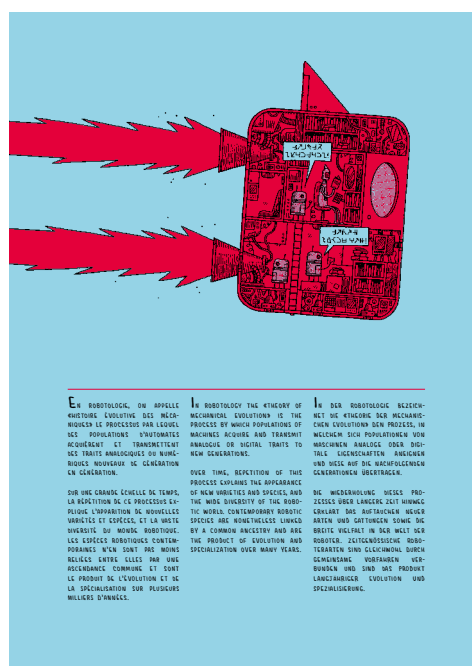 EN ROBOTOLOGIE, ON APPELLE
«HISTOIRE ÉVOLUTIVE DES MÉCA-
NIQUES» LE PROCESSUS PAR LEQUEL
DES POPULATIONS D'AUTOMATES
ACQUIÈRENT ET TRANSMETTENT
DES TRAITS ANALOGIQUES OU NUMÉ-
RIQUES NOUVEAUX DE GÉNÉRATION
EN GÉNÉRATION.
SUR UNE GRANDE ÉCHELLE DE TEMPS,
LA RÉPÉTITION DE CE PROCESSUS EX-
PLIQUE L'APPARITION DE NOUVELLES
VARIÉTÉS ET ESPÈCES, ET LA VASTE
DIVERSITÉ DU MONDE ROBOTIQUE.
LES ESPÈCES ROBOTIQUES CONTEM-
PORAINES N'EN SONT PAS MOINS
RELIÉES ENTRE ELLES PAR UNE
ASCENDANCE COMMUNE ET SONT
LE PRODUIT DE L'ÉVOLUTION ET DE
LA SPÉCIALISATION SUR PLUSIEURS
MILLIERS D'ANNÉES.
IN ROBOTOLOGY THE «THEORY OF
MECHANICAL EVOLUTION» IS THE
PROCESS BY WHICH POPULATIONS OF
MACHINES ACQUIRE AND TRANSMIT
ANALOGUE OR DIGITAL TRAITS TO
NEW GENERATIONS.
OVER TIME, REPETITION OF THIS
PROCESS EXPLAINS THE APPEARANCE
OF NEW VARIETIES AND SPECIES, AND
THE WIDE DIVERSITY OF THE ROBO-
TIC WORLD. CONTEMPORARY ROBOTIC
SPECIES ARE NONETHELESS LINKED
BY A COMMON ANCESTRY AND ARE
THE PRODUCT OF EVOLUTION AND
SPECIALIZATION OVER MANY YEARS.
IN DER ROBOTOLOGIE BEZEICH-
NET DIE «THEORIE DER MECHANIS-
CHEN EVOLUTION» DEN PROZESS, IN
WELCHEM SICH POPULATIONEN VON
MASCHINEN ANALOGE ODER DIGI-
TALE EIGENSCHAFTEN ANEIGNEN
UND DIESE AUF DIE NACHFOLGENDEN
GENERATIONEN ÜBERTRAGEN.
DIE WIEDERHOLUNG DIESES PRO-
ZESSES ÜBER LANGERE ZEIT HINWEG
ERKLÄRT DAS AUFTAUCHEN NEUER
ARTEN UND GATTUNGEN SOWIE DIE
BREITE VIELFALT IN DER WELT DER
ROBOTER. ZEITGENÖSSISCHE ROBO-
TERARTEN SIND GLEICHWOHL DURCH
GEMEINSAME VORFAHREN VER-
BUNDEN UND SIND DAS PRODUKT
LANGJÄHRIGER EVOLUTION UND
SPEZIALISIERUNG.